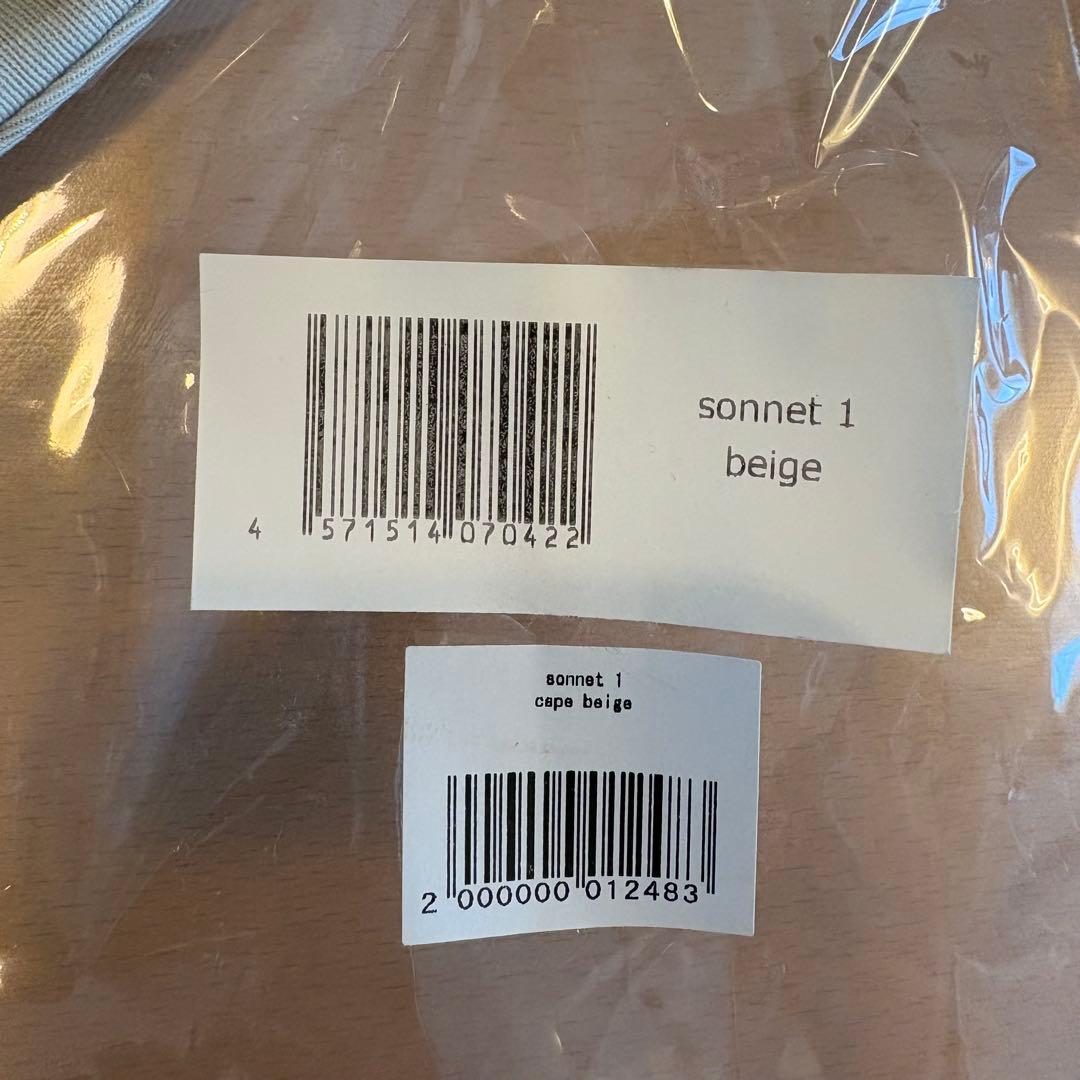 sonnet 1
beige
4 571514 070422
sonnet 1
cape beige
2 000000 012483